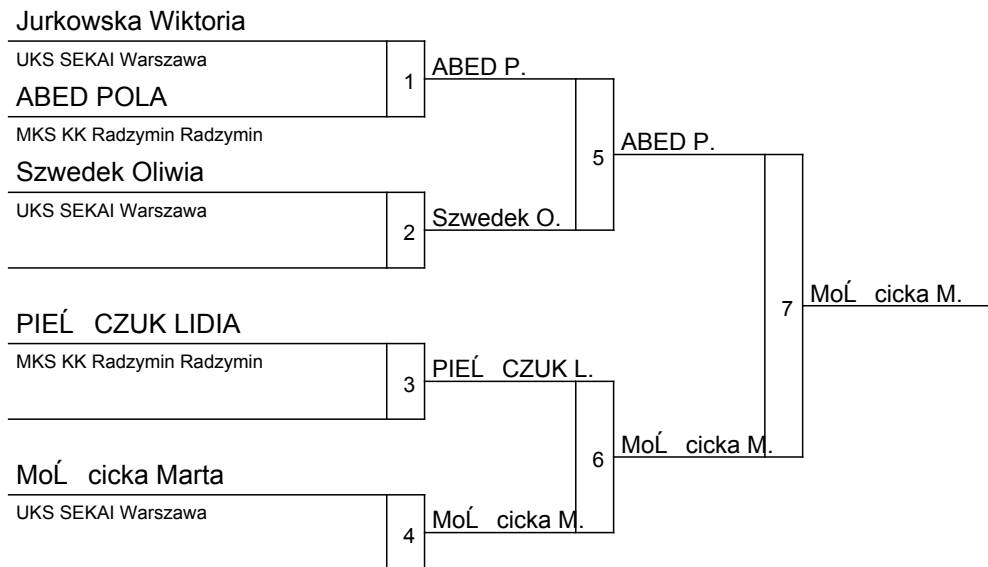 Jurkowska Wiktoria
UKS SEKAI Warszawa
1
ABED P.
ABED POLA
MKS KK Radzymin Radzymin
5
ABED P.
Szwedek Oliwia
UKS SEKAI Warszawa
2
Szwedek O.
7
MoĹ cicka M.
PIEĹ CZUK LIDIA
MKS KK Radzymin Radzymin
3
PIEĹ CZUK L.
6
MoĹ cicka M.
MoĹ cicka Marta
UKS SEKAI Warszawa
4
MoĹ cicka M.